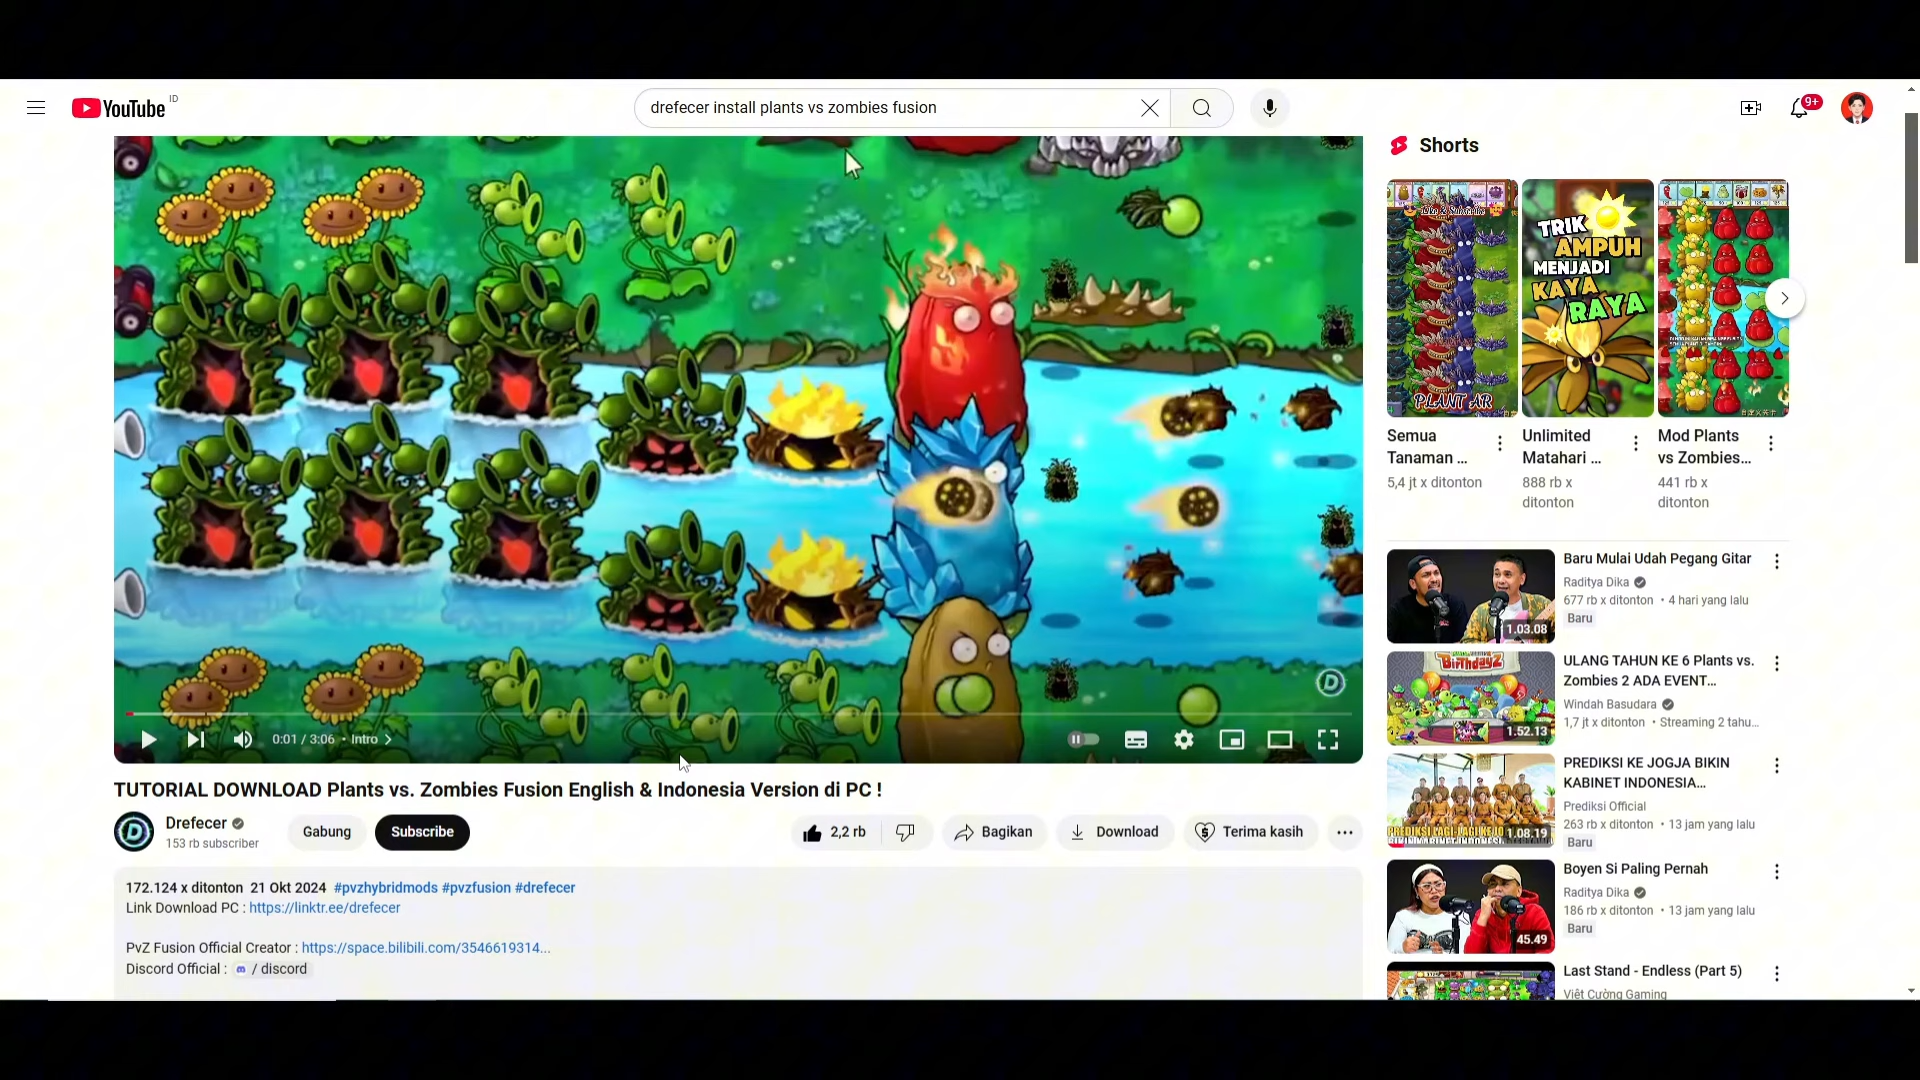 YouTube ID
drefecer install plants vs zombies fusion
9+
Shorts
TRIK
AMPUH
MENJADI
KAYA
RAYA
PLANT AR
Semua
Tanaman ...
5,4 jt x ditonton
Unlimited
Matahari ...
888 rb x
ditonton
Mod Plants
vs Zombies...
441 rb x
ditonton
0:01 / 3:06 • Intro
TUTORIAL DOWNLOAD Plants vs. Zombies Fusion English & Indonesia Version di PC !
Drefecer
153 rb subscriber
Gabung
Subscribe
2,2 rb
Bagikan
Download
Terima kasih
172.124 x ditonton 21 Okt 2024 #pvzhybridmods #pvzfusion #drefecer
Link Download PC : https://linktr.ee/drefecer
PvZ Fusion Official Creator : https://space.bilibili.com/3546619314...
Discord Official : / discord
1.03.08
Baru Mulai Udah Pegang Gitar
Raditya Dika
677 rb x ditonton • 4 hari yang lalu
Baru
BirthdayZ
1.52.13
ULANG TAHUN KE 6 Plants vs.
Zombies 2 ADA EVENT...
Windah Basudara
1,7 jt x ditonton • Streaming 2 tahu...
1.08.19
PREDIKSI KE JOGJA BIKIN
KABINET INDONESIA...
Prediksi Official
263 rb x ditonton • 13 jam yang lalu
Baru
45.49
Boyen Si Paling Pernah
Raditya Dika
186 rb x ditonton • 13 jam yang lalu
Baru
Last Stand - Endless (Part 5)
Việt Cường Gaming